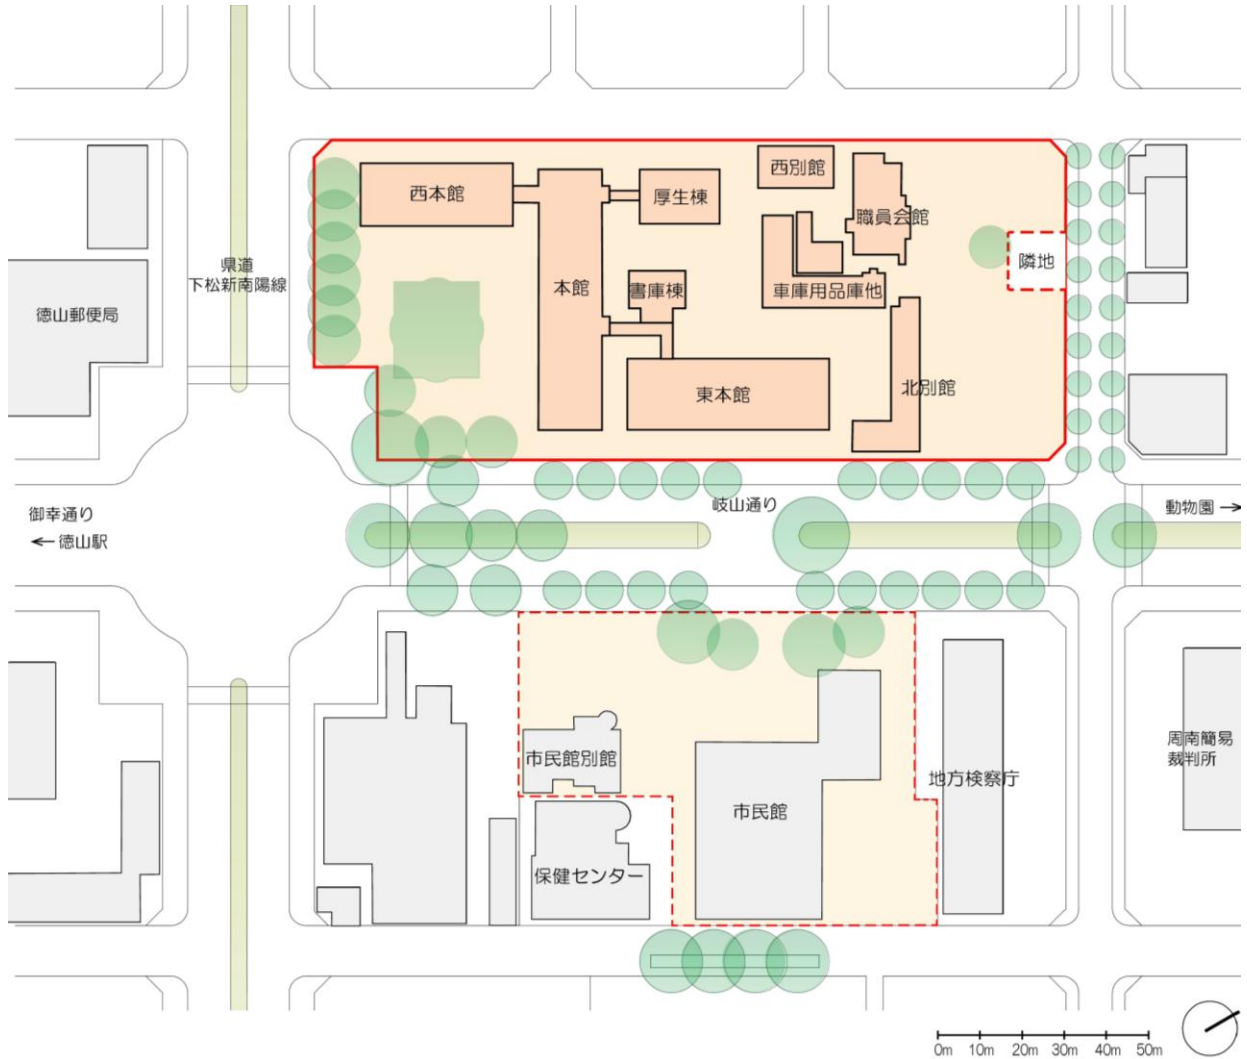 西本館
厚生棟
西別館
職員会館
県道
下松新南陽線
隣地
本館
書庫棟
車庫用品庫他
徳山郵便局
東本館
北別館
御幸通り
←徳山駅
岐山通り
動物園→
市民館別館
市民館
地方検察庁
周南簡易
裁判所
保健センター
0m 10m 20m 30m 40m 50m